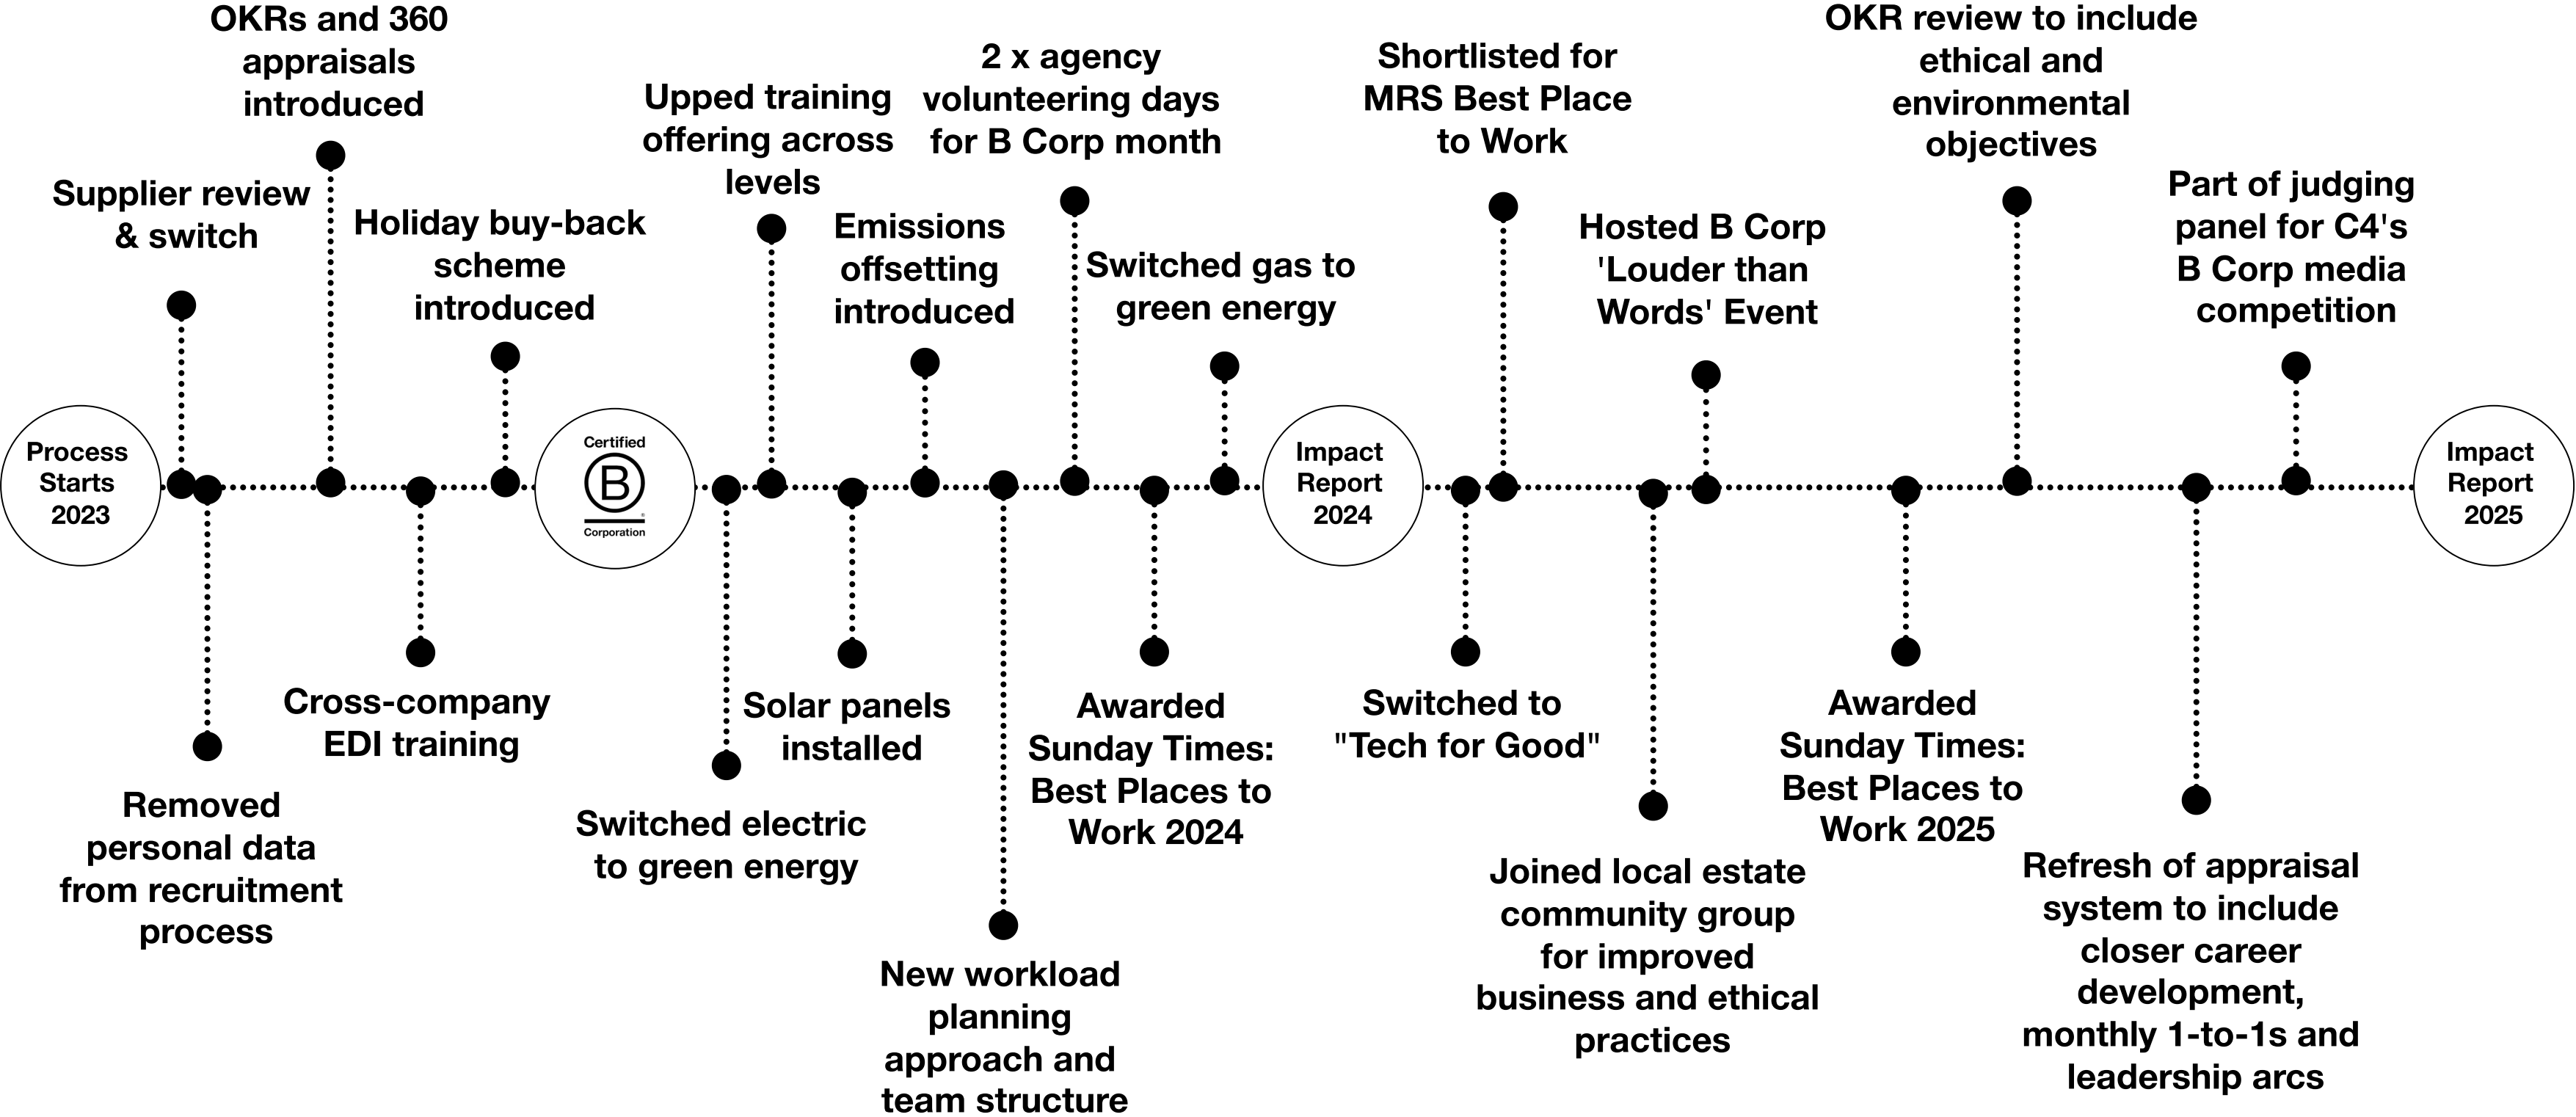 Process
Starts
2023
Supplier review
& switch
Removed
personal data
from recruitment
process
OKRs and 360
appraisals
introduced
Cross-company
EDI training
Holiday buy-back
scheme
introduced
Certified
B
®
Corporation
Switched electric
to green energy
Upped training
offering across
levels
Solar panels
installed
Emissions
offsetting
introduced
New workload
planning
approach and
team structure
2 x agency
volunteering days
for B Corp month
Awarded
Sunday Times:
Best Places to
Work 2024
Switched gas to
green energy
Impact
Report
2024
Switched to
"Tech for Good"
Shortlisted for
MRS Best Place
to Work
Joined local estate
community group
for improved
business and ethical
practices
Hosted B Corp
'Louder than
Words' Event
Awarded
Sunday Times:
Best Places to
Work 2025
OKR review to include
ethical and
environmental
objectives
Refresh of appraisal
system to include
closer career
development,
monthly 1-to-1s and
leadership arcs
Part of judging
panel for C4's
B Corp media
competition
Impact
Report
2025